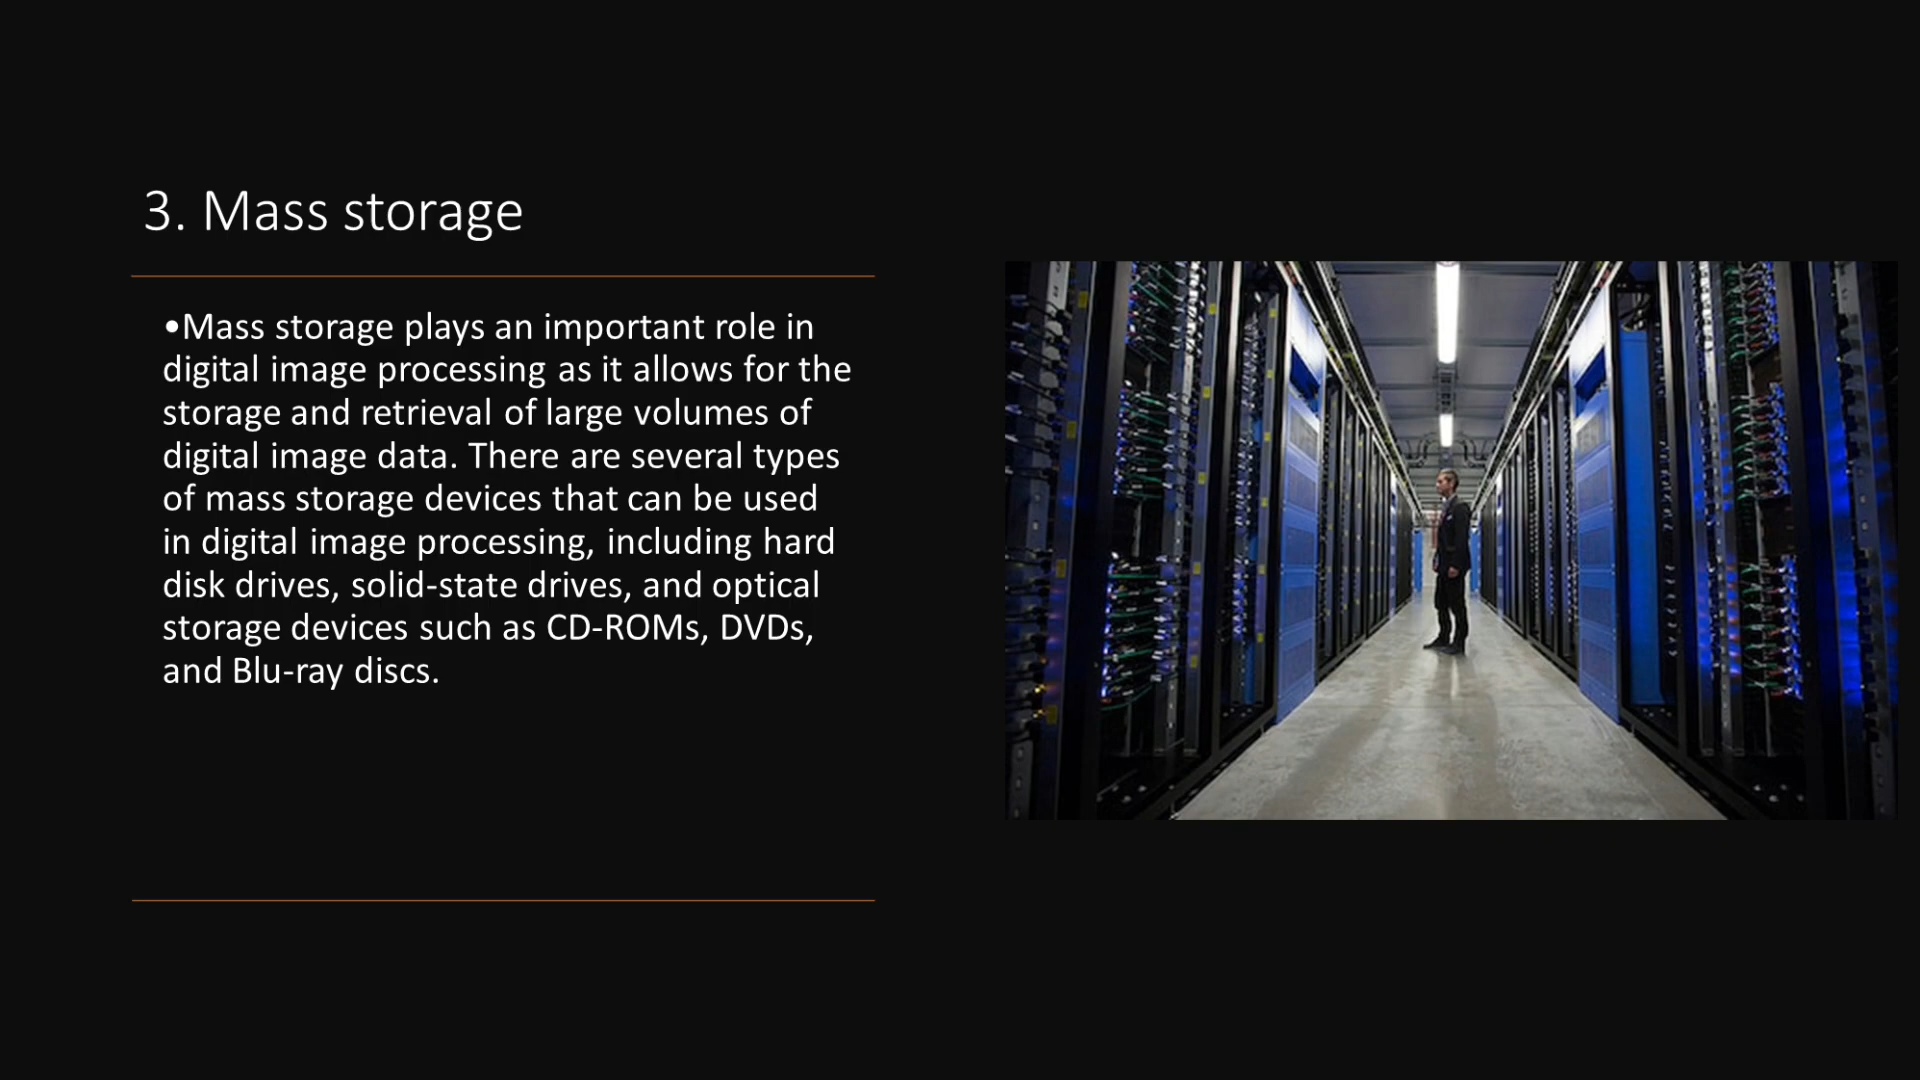 3. Mass storage
•Mass storage plays an important role in
digital image processing as it allows for the
storage and retrieval of large volumes of
digital image data. There are several types
of mass storage devices that can be used
in digital image processing, including hard
disk drives, solid-state drives, and optical
storage devices such as CD-ROMs, DVDs,
and Blu-ray discs.